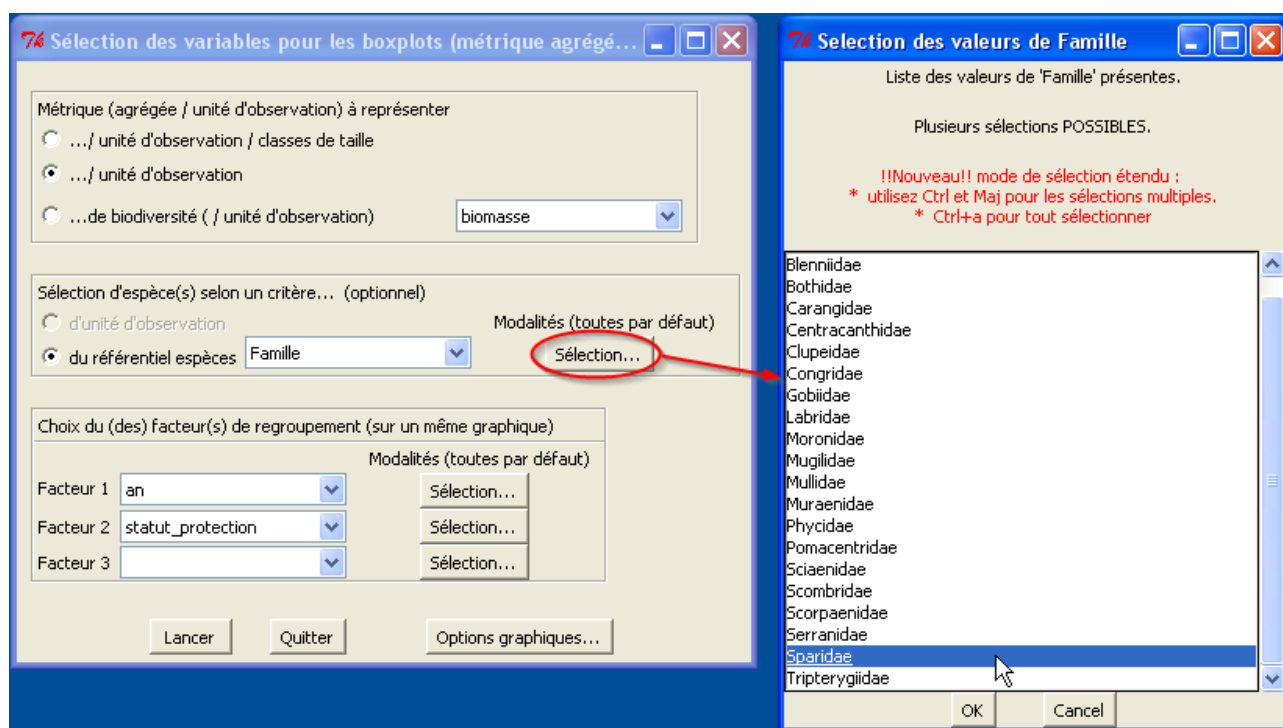 Sélection des variables pour les boxplots (métrique agrégé...
Métrique (agrégée / unité d'observation) à représenter
.../ unité d'observation / classes de taille
.../ unité d'observation
...de biodiversité ( / unité d'observation) biomasse
Sélection d'espèce(s) selon un critère... (optionnel)
d'unité d'observation Modalités (toutes par défaut)
du référentiel espèces Famille Sélection...
Choix du (des) facteur(s) de regroupement (sur un même graphique)
Modalités (toutes par défaut)
Facteur 1 an Sélection...
Facteur 2 statut_protection Sélection...
Facteur 3 Sélection...
Lancer Quitter Options graphiques...
Selection des valeurs de Famille
Liste des valeurs de 'Famille' présentes.
Plusieurs sélections POSSIBLES.
!!Nouveau!! mode de sélection étendu :
* utilisez Ctrl et Maj pour les sélections multiples.
* Ctrl+a pour tout sélectionner
Blenniidae
Bothidae
Carangidae
Centracanthidae
Clupeidae
Congridae
Gobiidae
Labridae
Moronidae
Mugilidae
Mullidae
Muraenidae
Phycidae
Pomacentridae
Sciaenidae
Scombridae
Scorpaenidae
Serranidae
Sparidae
Tripterygiidae
OK Cancel